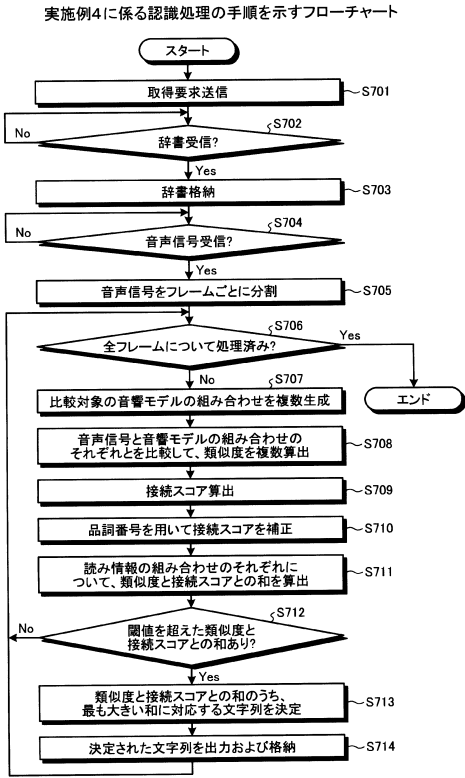 実施例4に係る認識処理の手順を示すフローチャート
スタート
取得要求送信
S701
S702
No
辞書受信?
Yes
辞書格納
S703
S704
No
音声信号受信?
Yes
音声信号をフレームごとに分割
S705
S706
全フレームについて処理済み?
Yes
No
エンド
S707
比較対象の音響モデルの組み合わせを複数生成
音声信号と音響モデルの組み合わせの
それぞれとを比較して、類似度を複数算出
S708
接続スコア算出
S709
品詞番号を用いて接続スコアを補正
S710
読み情報の組み合わせのそれぞれに
ついて、類似度と接続スコアとの和を算出
S711
S712
No
閾値を超えた類似度と
接続スコアとの和あり?
Yes
類似度と接続スコアとの和のうち、
最も大きい和に対応する文字列を決定
S713
決定された文字列を出力および格納
S714